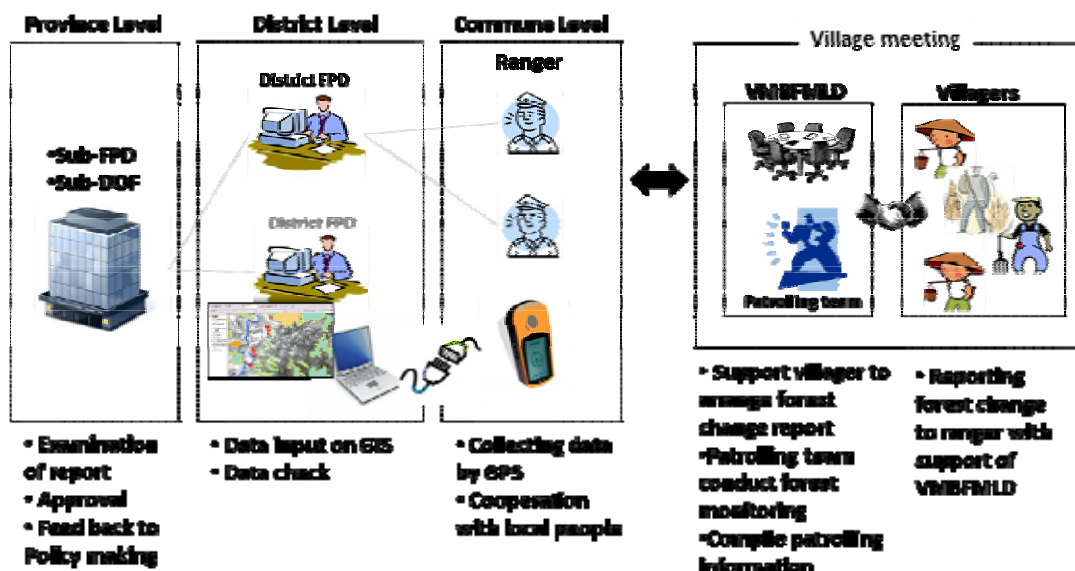 Province Level
District Level
Commune Level
Village meeting
Ranger
District FPD
VMBFMLD
Villagers
•Sub-FPD
•Sub-DOF
District FPD
Patrolling team
• Examination
of report
• Approval
• Feed back to
Policy making
• Data input on GIS
• Data check
• Collecting data
by GPS
• Cooperation
with local people
• Support villager to
arrange forest
change report
•Patrolling team
conduct forest
monitoring
•Compile patrolling
information
• Reporting
forest change
to ranger with
support of
VMBFMLD